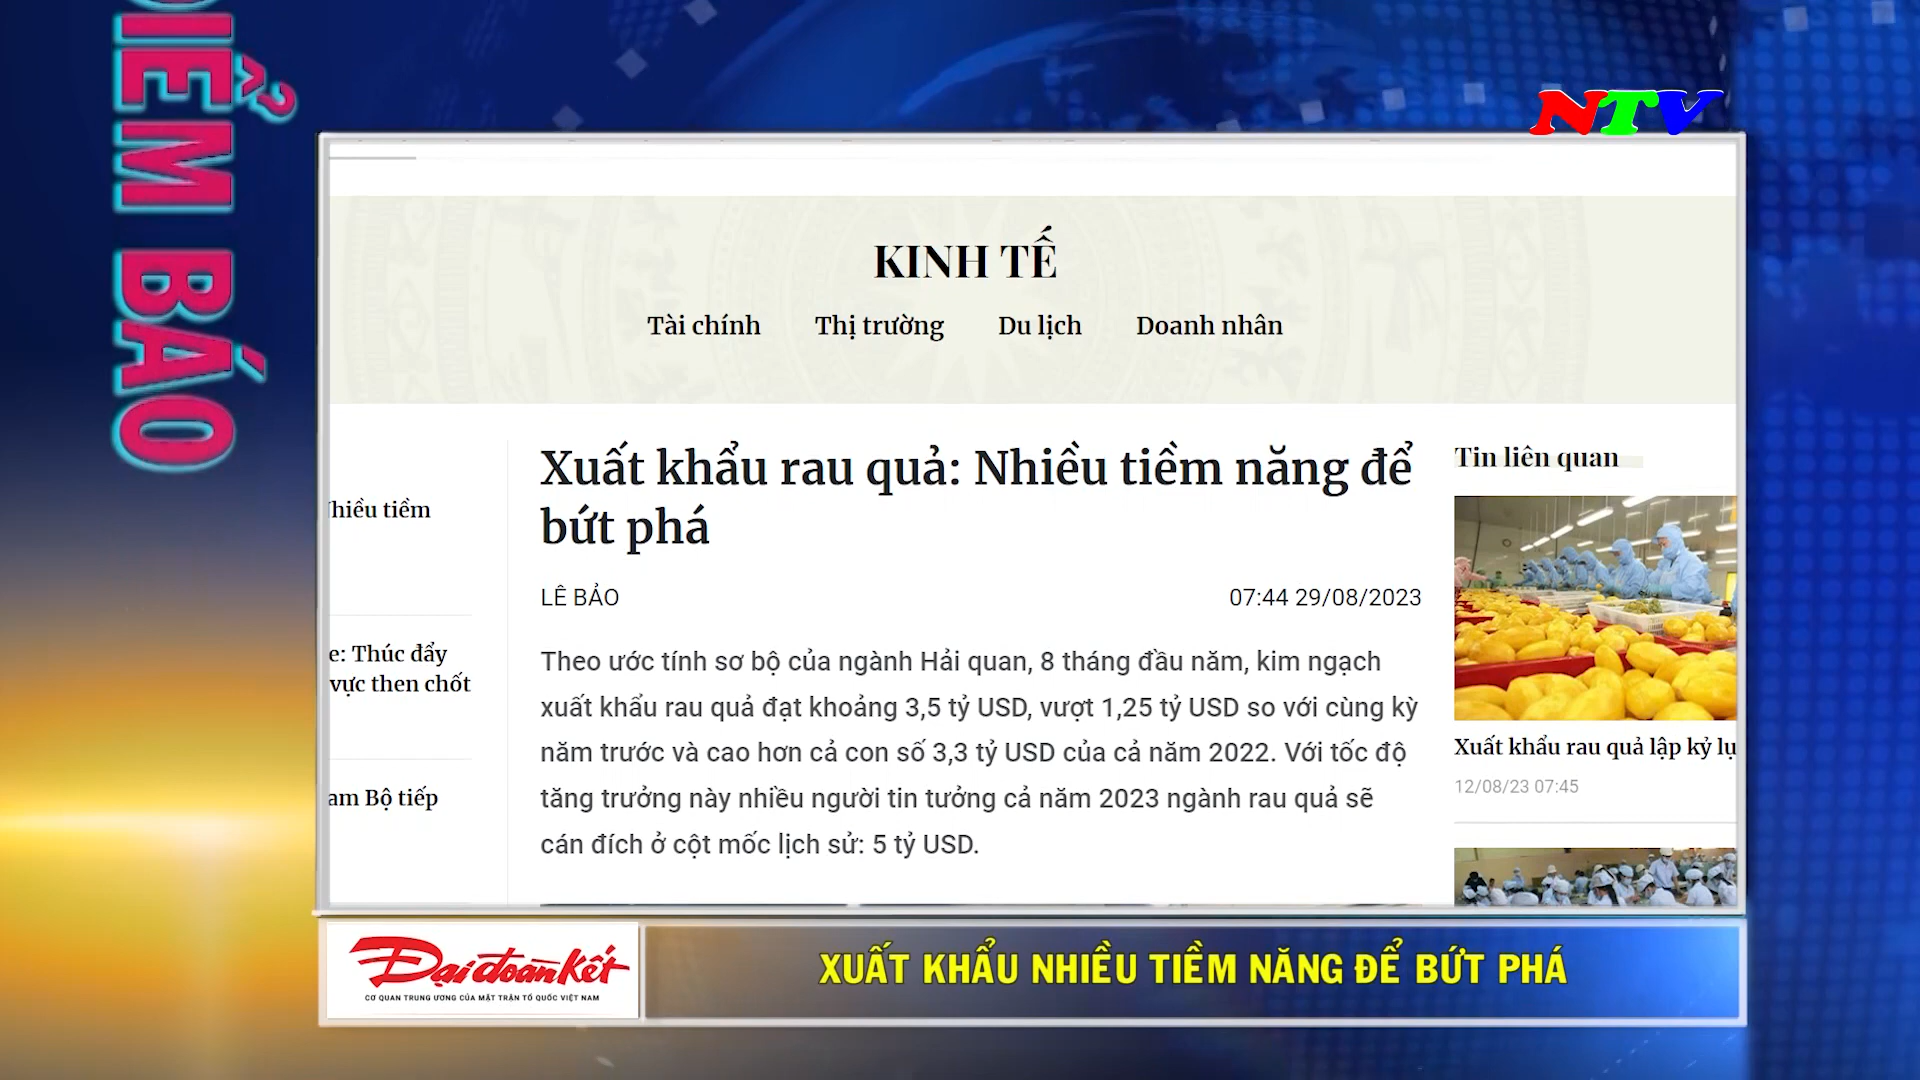 ĐIỂM BÁO
NTV
KINH TẾ
Tài chính
Thị trường
Du lịch
Doanh nhân
hiều tiềm
e: Thúc đẩy
vực then chốt
am Bộ tiếp
Xuất khẩu rau quả: Nhiều tiềm năng để
bứt phá
LÊ BẢO
07:44 29/08/2023
Theo ước tính sơ bộ của ngành Hải quan, 8 tháng đầu năm, kim ngạch
xuất khẩu rau quả đạt khoảng 3,5 tỷ USD, vượt 1,25 tỷ USD so với cùng kỳ
năm trước và cao hơn cả con số 3,3 tỷ USD của cả năm 2022. Với tốc độ
tăng trưởng này nhiều người tin tưởng cả năm 2023 ngành rau quả sẽ
cán đích ở cột mốc lịch sử: 5 tỷ USD.
Tin liên quan
Xuất khẩu rau quả lập kỷ lụ
12/08/23 07:45
Đại đoàn kết
CƠ QUAN TRUNG ƯƠNG CỦA MẶT TRẬN TỔ QUỐC VIỆT NAM
XUẤT KHẨU NHIỀU TIỀM NĂNG ĐỂ BỨT PHÁ